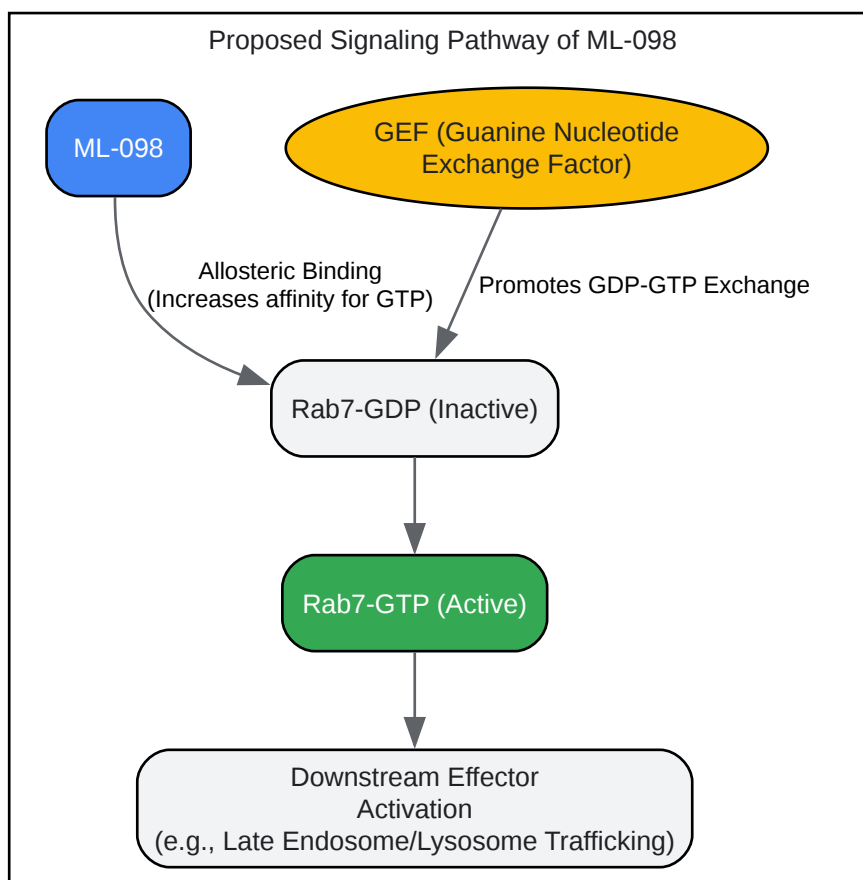 Proposed Signaling Pathway of ML-098
ML-098
GEF (Guanine Nucleotide
Exchange Factor)
Allosteric Binding
(Increases affinity for GTP)
Promotes GDP-GTP Exchange
Rab7-GDP (Inactive)
Rab7-GTP (Active)
Downstream Effector
Activation
(e.g., Late Endosome/Lysosome Trafficking)